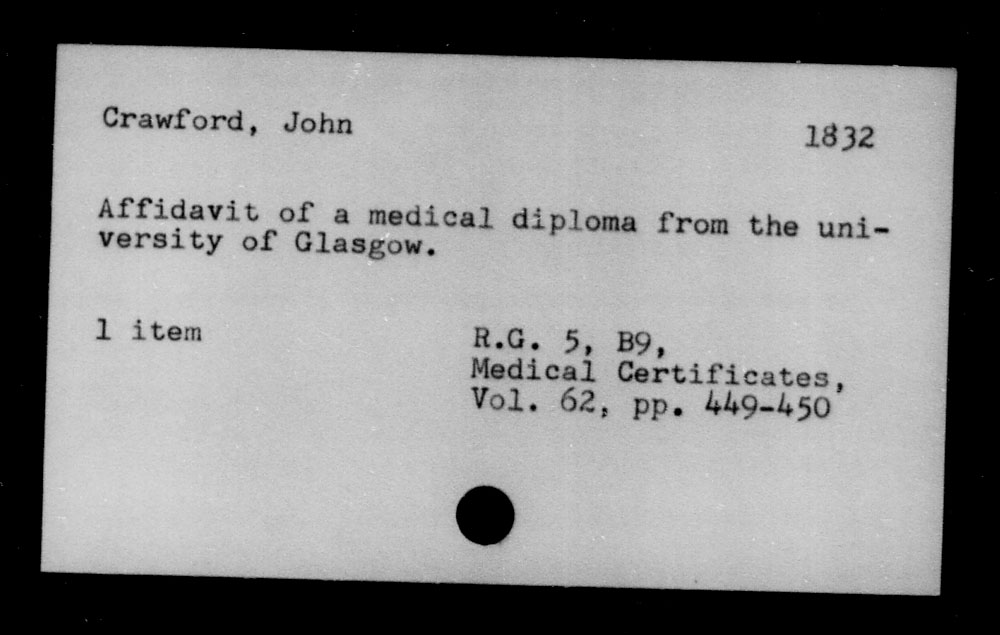 Crawford, John
1832
Affidavit of a medical diploma from the uni-
versity of Glasgow.
1 item
R.G. 5, B9,
Medical Certificates,
Vol. 62, pp. 449-450